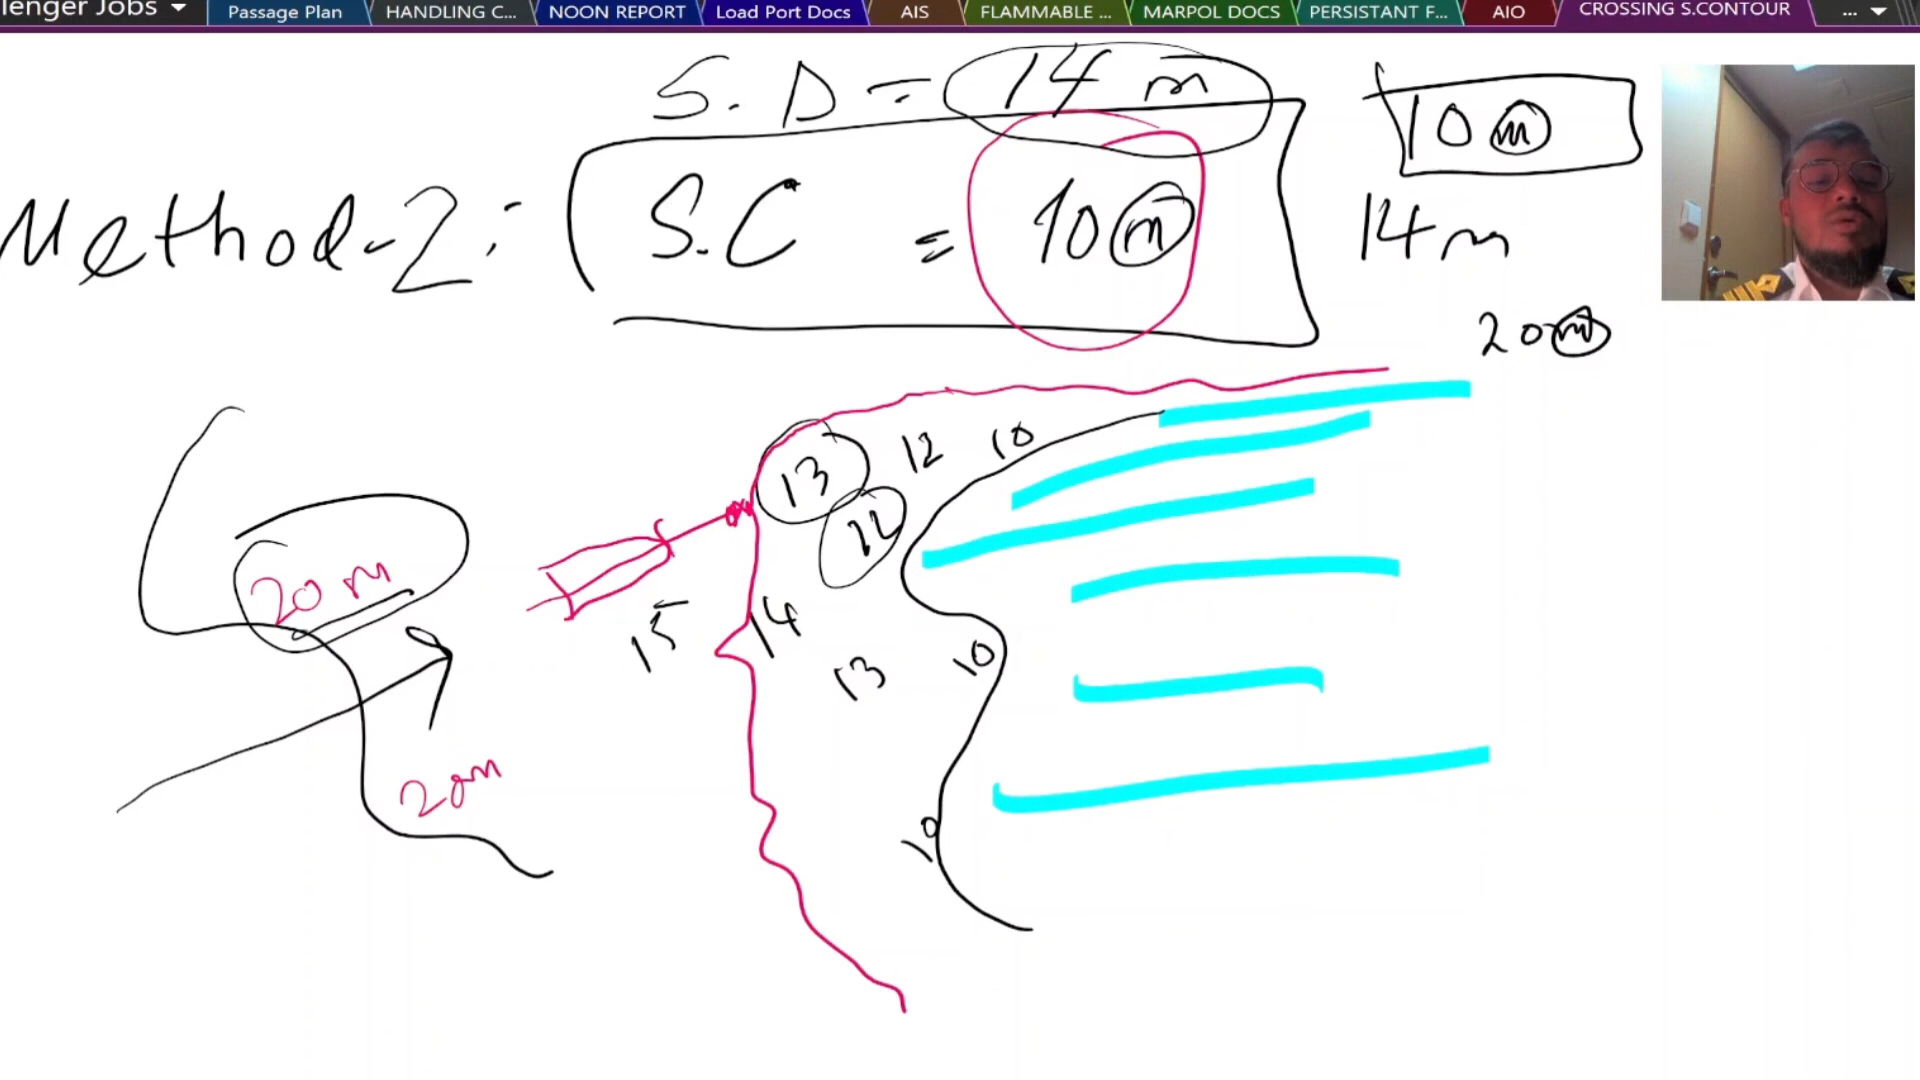 lenger Jobs
Passage Plan
HANDLING C...
NOON REPORT
Load Port Docs
AIS
FLAMMABLE ...
MARPOL DOCS
PERSISTANT F...
AIO
CROSSING S.CONTOUR
...
S.D = 14 m
10 m
Method-2: S.C = 10 m
14 m
20 m
13 12 10
12
20 m
15 14
13 10
20m
10